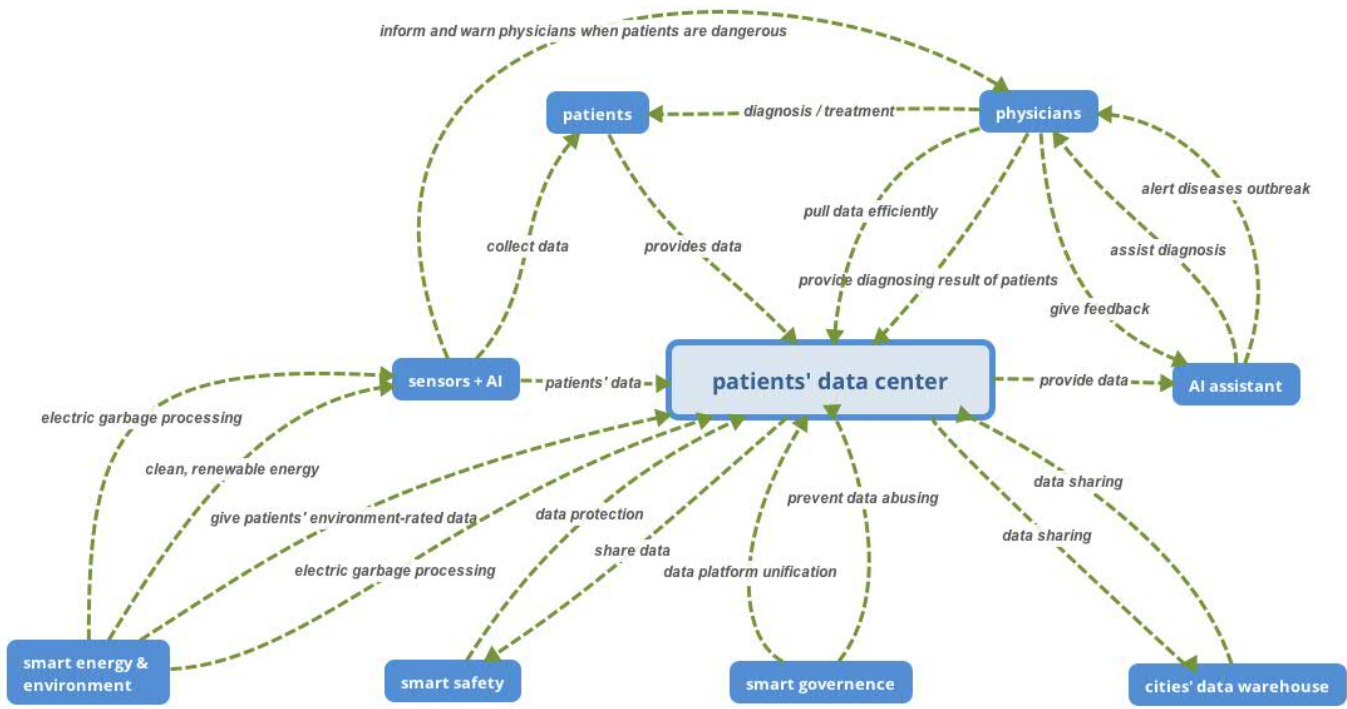 inform and warn physicians when patients are dangerous
patients
diagnosis / treatment
physicians
alert diseases outbreak
pull data efficiently
collect data
provides data
assist diagnosis
provide diagnosing result of patients
give feedback
sensors + AI
patients' data
patients' data center
provide data
AI assistant
electric garbage processing
clean, renewable energy
give patients' environment-rated data
data protection
prevent data abusing
data sharing
data sharing
share data
electric garbage processing
data platform unification
smart energy &
environment
smart safety
smart governence
cities' data warehouse